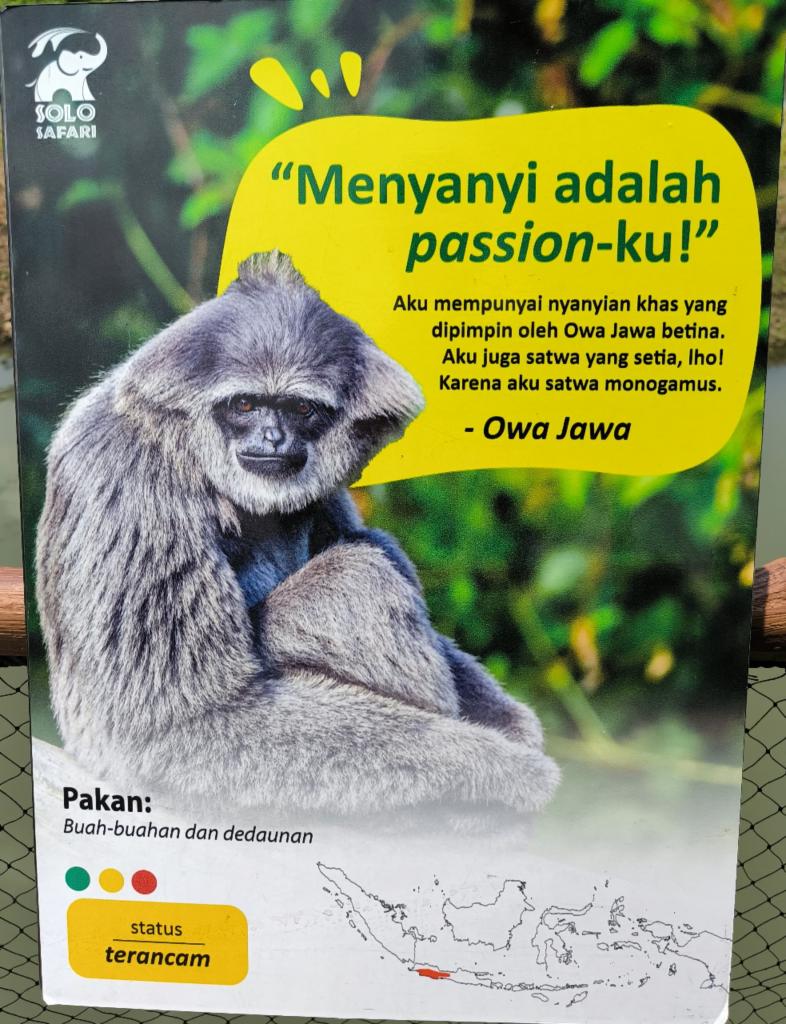 SOLO
SAFARI
“Menyanyi adalah
passion-ku!”
Aku mempunyai nyanyian khas yang
dipimpin oleh Owa Jawa betina.
Aku juga satwa yang setia, lho!
Karena aku satwa monogamus.
- Owa Jawa
Pakan:
Buah-buahan dan dedaunan
status
terancam